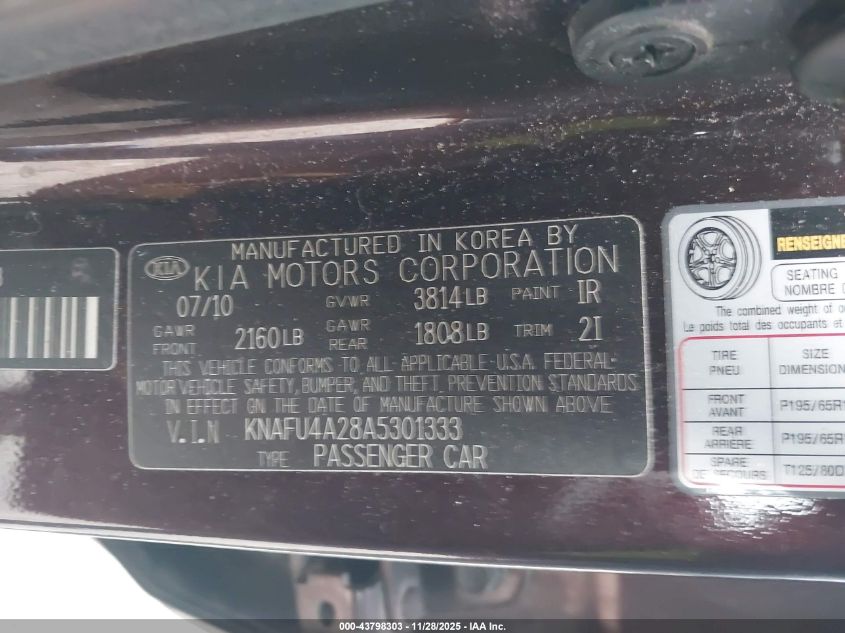 MANUFACTURED IN KOREA BY
KIA
KIA MOTORS CORPORATION
07/10 GVWR 3814LB PAINT 1R
GAWR FRONT 2160LB GAWR REAR 1808LB TRIM 2I
THIS VEHICLE CONFORMS TO ALL APPLICABLE U.S.A. FEDERAL
MOTOR VEHICLE SAFETY, BUMPER, AND THEFT, PREVENTION STANDARDS
IN EFFECT ON THE DATE OF MANUFACTURE SHOWN ABOVE
V.I.N KNAFU4A28A5301333
TYPE PASSENGER CAR
RENSEIGNE
SEATING
NOMBRE
The combined weight of
Le poids total des occupants et
TIRE PNEU SIZE DIMENSION
FRONT AVANT P195/65R
REAR ARRIERE P195/65R
SPARE DE SECOURS T125/80D
000-43798303 - 11/28/2025 - IAA, Inc.